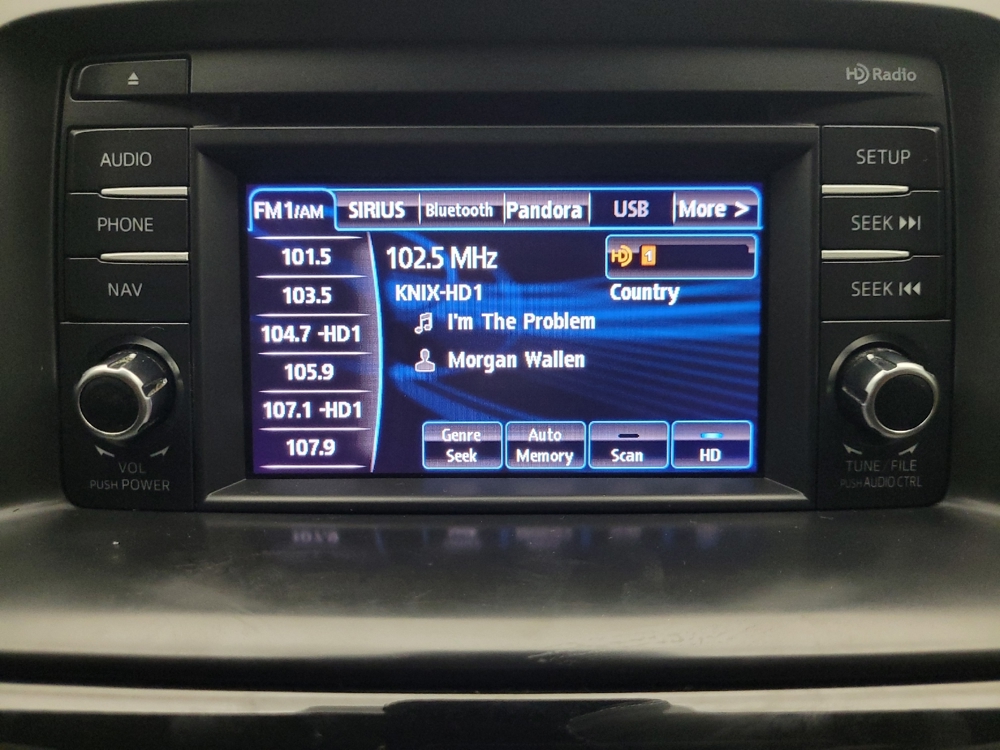 HD Radio
AUDIO
PHONE
NAV
VOL
PUSH POWER
SETUP
SEEK
SEEK
TUNE/FILE
PUSH AUDIO CTRL
FM1/AM SIRIUS Bluetooth Pandora USB More >
101.5
103.5
104.7 -HD1
105.9
107.1 -HD1
107.9
102.5 MHz
HD 1
KNIX-HD1
Country
I'm The Problem
Morgan Wallen
Genre Seek
Auto Memory
Scan
HD